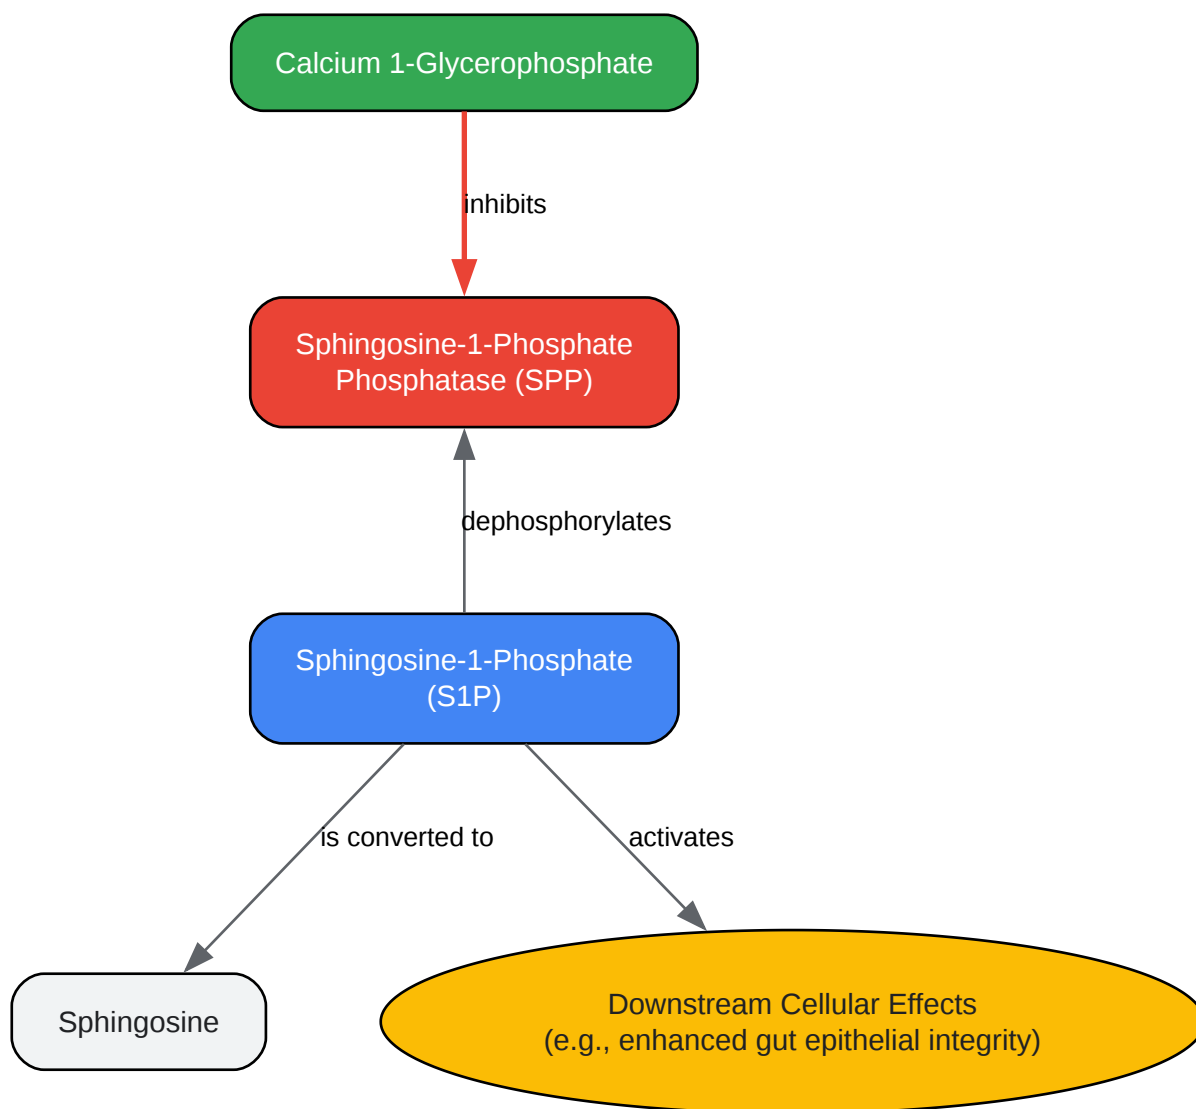 Calcium 1-Glycerophosphate
inhibits
Sphingosine-1-Phosphate
Phosphatase (SPP)
dephosphorylates
Sphingosine-1-Phosphate
(S1P)
is converted to
activates
Sphingosine
Downstream Cellular Effects
(e.g., enhanced gut epithelial integrity)